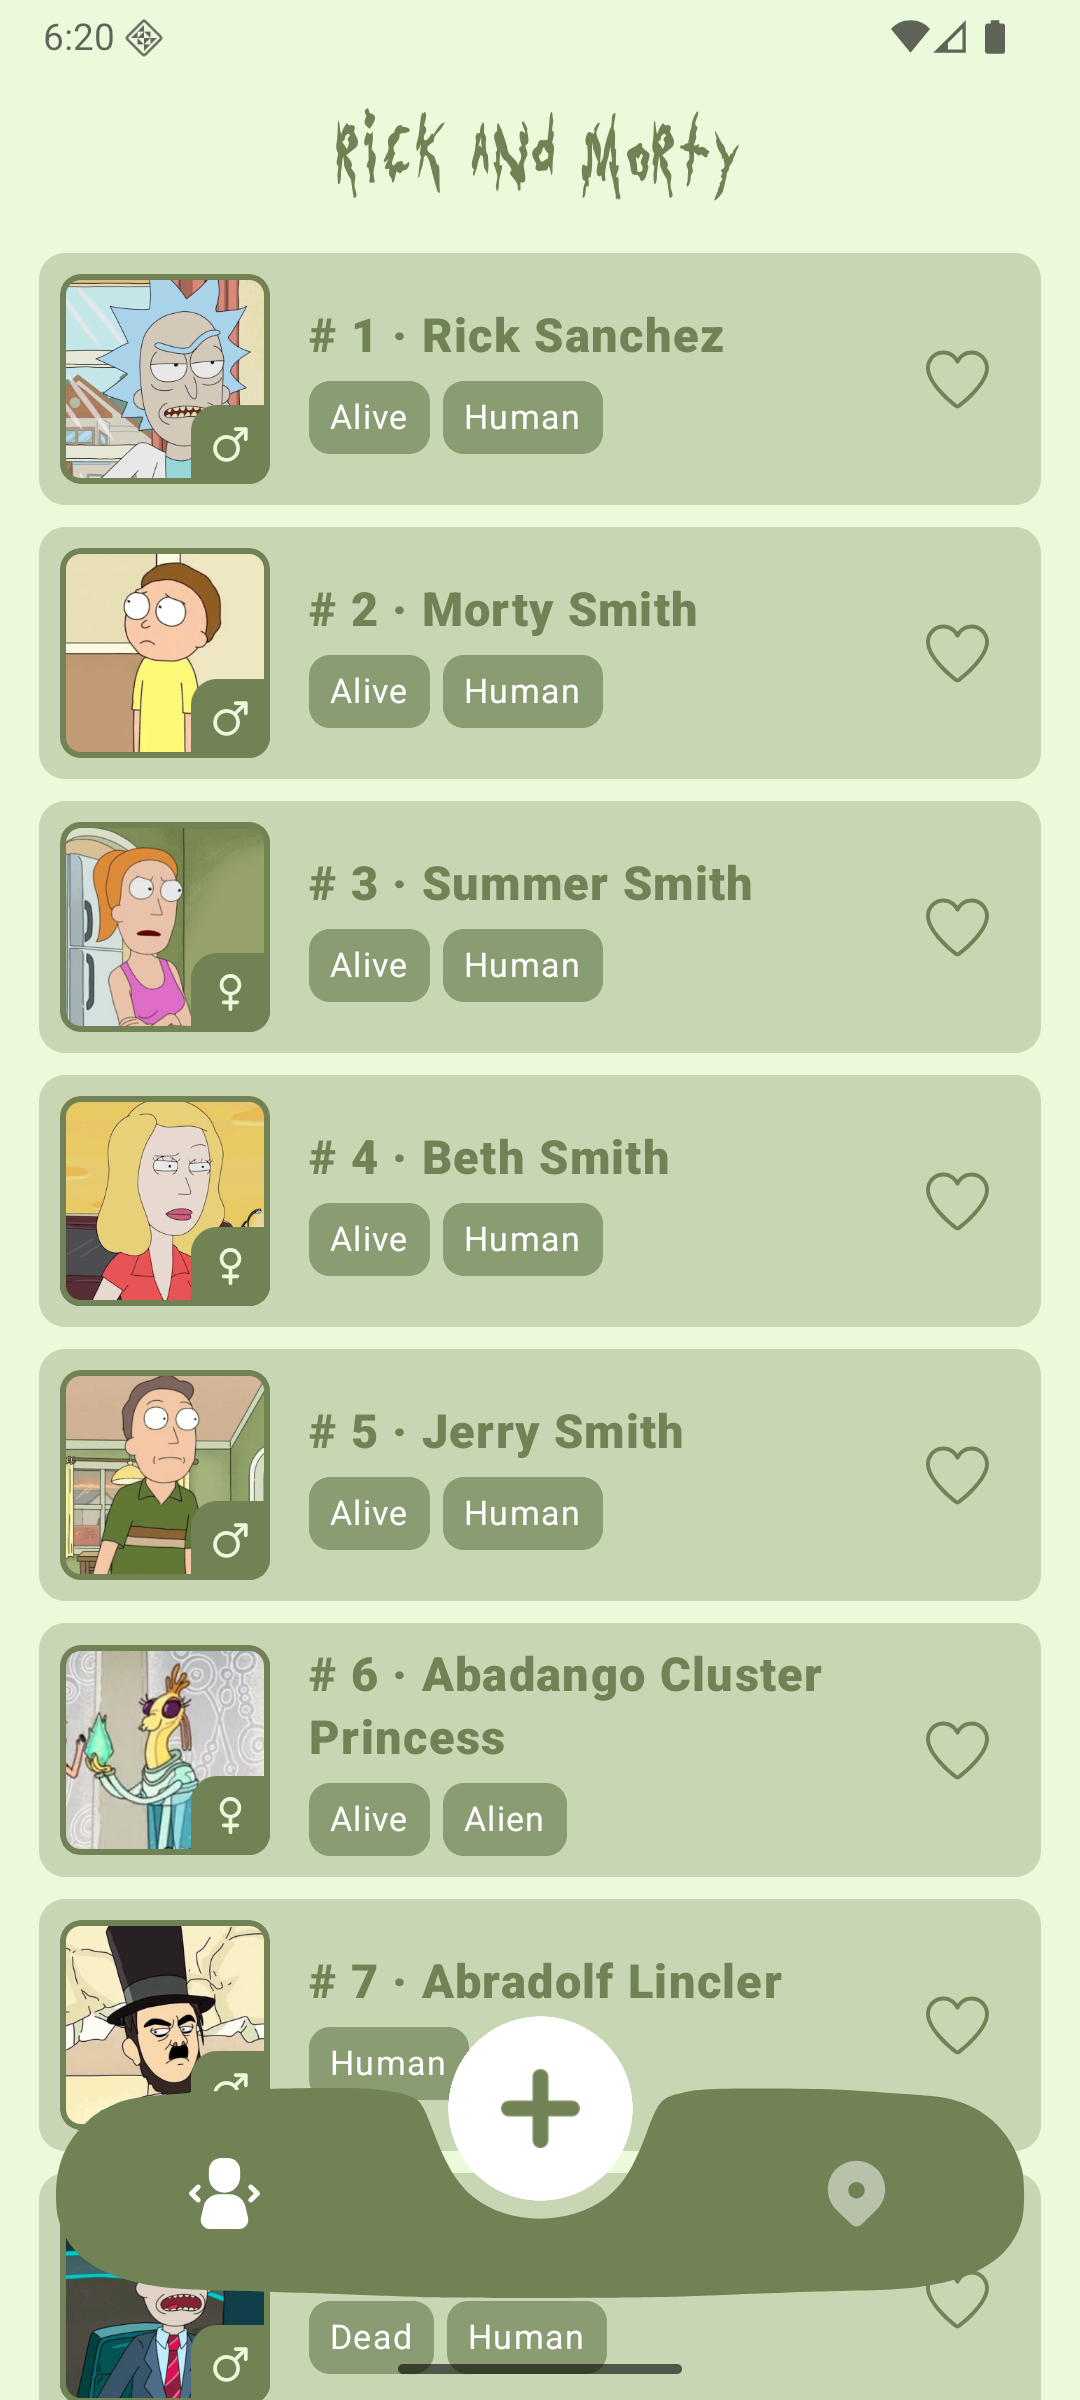 6:20
Rick and Morty
# 1 · Rick Sanchez
Alive Human
# 2 · Morty Smith
Alive Human
# 3 · Summer Smith
Alive Human
# 4 · Beth Smith
Alive Human
# 5 · Jerry Smith
Alive Human
# 6 · Abadango Cluster
Princess
Alive Alien
# 7 · Abradolf Lincler
Human
Dead Human